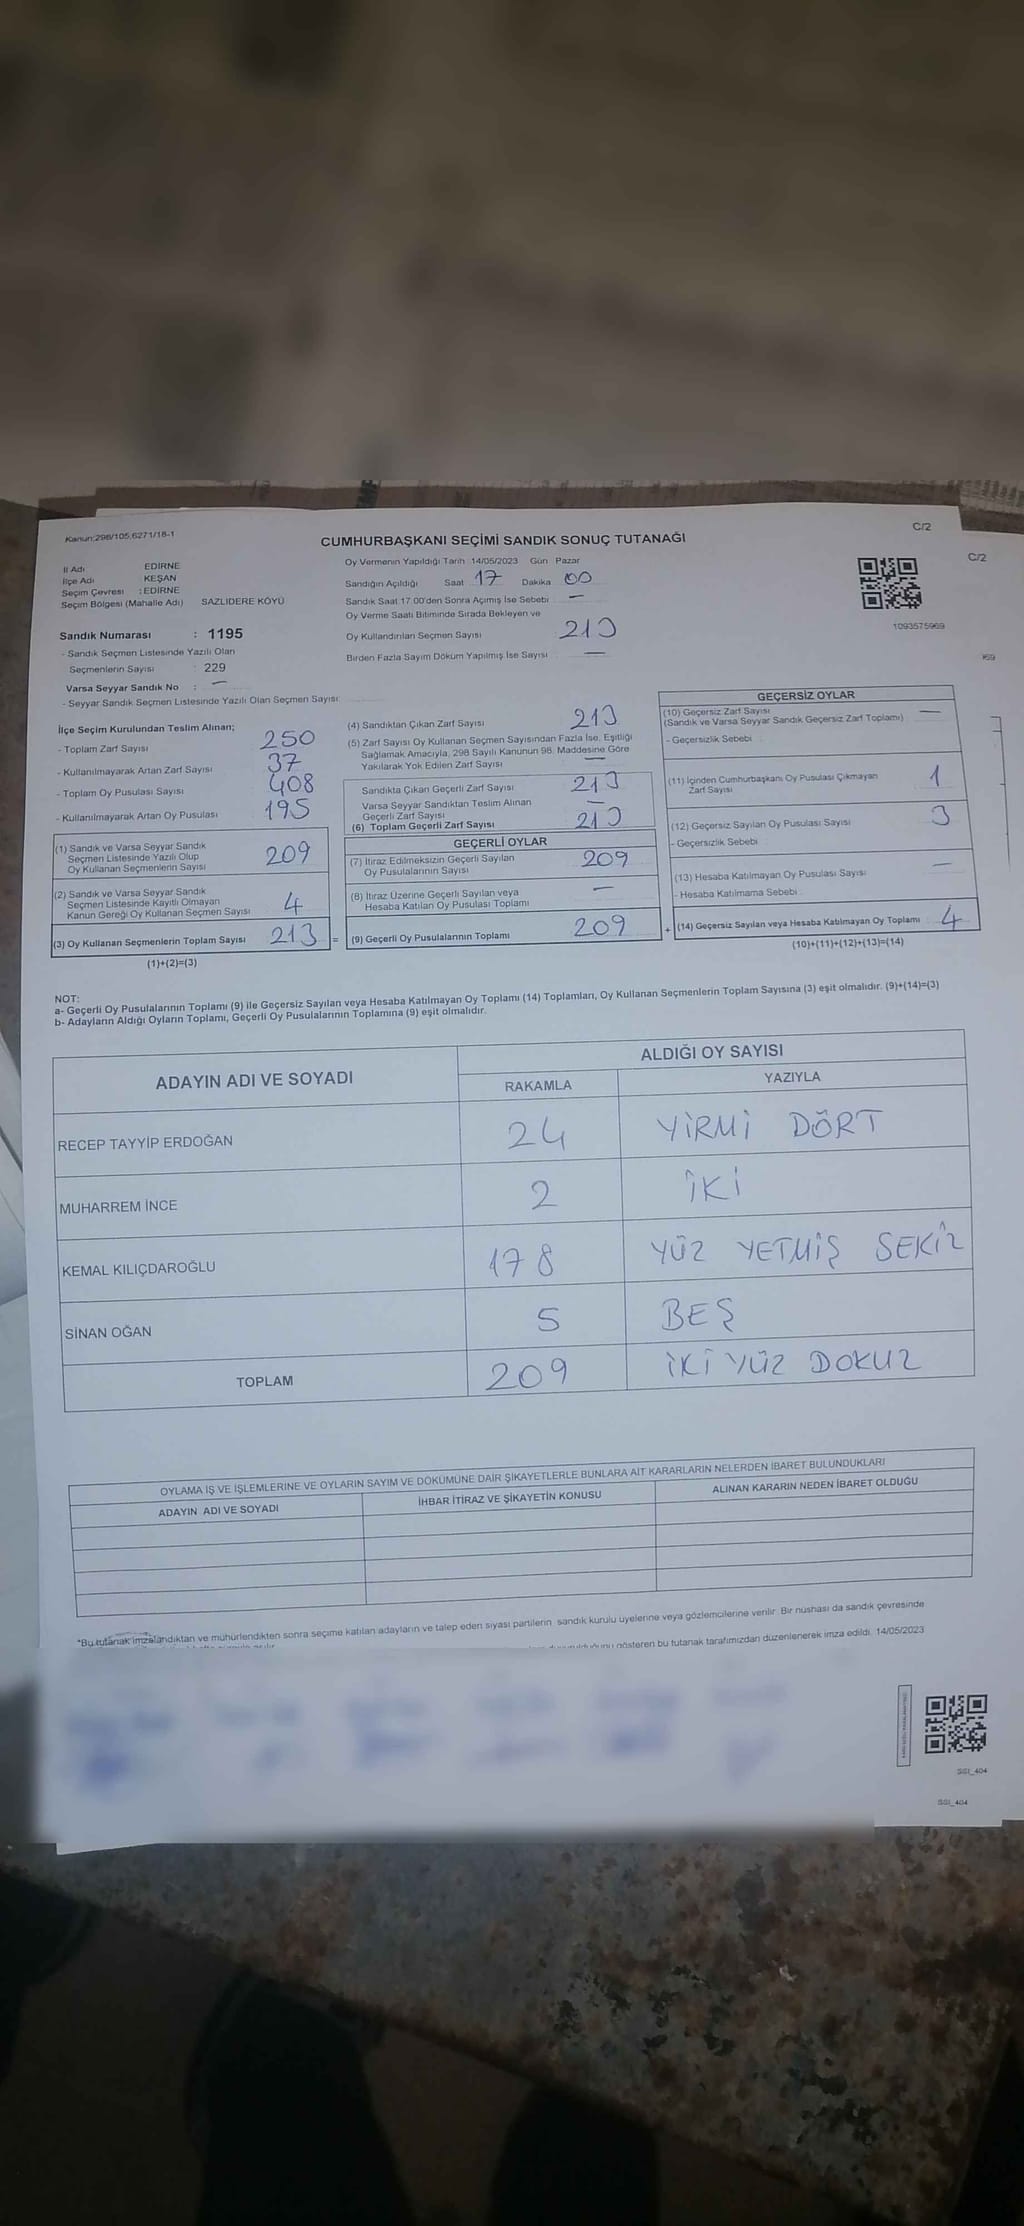 Kanun:298/105,6271/18-1
C/2
C/2
CUMHURBAŞKANI SEÇİMİ SANDIK SONUÇ TUTANAĞI
İl Adı EDİRNE
İlçe Adı KEŞAN
Seçim Çevresi : EDİRNE
Seçim Bölgesi (Mahalle Adı) SAZLIDERE KÖYÜ
Sandık Numarası : 1195
- Sandık Seçmen Listesinde Yazılı Olan
Seçmenlerin Sayısı : 229
Varsa Seyyar Sandık No : —
- Seyyar Sandık Seçmen Listesinde Yazılı Olan Seçmen Sayısı:
Oy Vermenin Yapıldığı Tarih 14/05/2023 Gün Pazar
Sandığın Açıldığı Saat 17 Dakika 00
Sandık Saat 17.00'den Sonra Açılmış İse Sebebi —
Oy Verme Saati Bitiminde Sırada Bekleyen ve
Oy Kullandırılan Seçmen Sayısı 213
Birden Fazla Sayım Döküm Yapılmış İse Sayısı —
1093575969
İlçe Seçim Kurulundan Teslim Alınan;
- Toplam Zarf Sayısı 250
- Kullanılmayarak Artan Zarf Sayısı 37
- Toplam Oy Pusulası Sayısı 408
- Kullanılmayarak Artan Oy Pusulası 195
(1) Sandık ve Varsa Seyyar Sandık
Seçmen Listesinde Yazılı Olup
Oy Kullanan Seçmenlerin Sayısı 209
(2) Sandık ve Varsa Seyyar Sandık
Seçmen Listesinde Kayıtlı Olmayan
Kanun Gereği Oy Kullanan Seçmen Sayısı 4
(3) Oy Kullanan Seçmenlerin Toplam Sayısı 213 =
(1)+(2)=(3)
(4) Sandıktan Çıkan Zarf Sayısı 213
(5) Zarf Sayısı Oy Kullanan Seçmen Sayısından Fazla İse, Eşitliği
Sağlamak Amacıyla, 298 Sayılı Kanunun 98. Maddesine Göre
Yakılarak Yok Edilen Zarf Sayısı —
Sandıkta Çıkan Geçerli Zarf Sayısı 213
Varsa Seyyar Sandıktan Teslim Alınan
Geçerli Zarf Sayısı —
(6) Toplam Geçerli Zarf Sayısı 213
GEÇERLİ OYLAR
(7) İtiraz Edilmeksizin Geçerli Sayılan
Oy Pusulalarının Sayısı 209
(8) İtiraz Üzerine Geçerli Sayılan veya
Hesaba Katılan Oy Pusulası Toplamı —
(9) Geçerli Oy Pusulalarının Toplamı 209 +
GEÇERSİZ OYLAR
(10) Geçersiz Zarf Sayısı —
(Sandık ve Varsa Seyyar Sandık Geçersiz Zarf Toplamı)
- Geçersizlik Sebebi :
(11) İçinden Cumhurbaşkanı Oy Pusulası Çıkmayan
Zarf Sayısı 1
(12) Geçersiz Sayılan Oy Pusulası Sayısı 3
- Geçersizlik Sebebi :
(13) Hesaba Katılmayan Oy Pusulası Sayısı —
- Hesaba Katılmama Sebebi :
(14) Geçersiz Sayılan veya Hesaba Katılmayan Oy Toplamı 4
(10)+(11)+(12)+(13)=(14)
NOT:
a- Geçerli Oy Pusulalarının Toplamı (9) ile Geçersiz Sayılan veya Hesaba Katılmayan Oy Toplamı (14) Toplamları, Oy Kullanan Seçmenlerin Toplam Sayısına (3) eşit olmalıdır. (9)+(14)=(3)
b- Adayların Aldığı Oyların Toplamı, Geçerli Oy Pusulalarının Toplamına (9) eşit olmalıdır.
ADAYIN ADI VE SOYADI
ALDIĞI OY SAYISI
RAKAMLA YAZIYLA
RECEP TAYYİP ERDOĞAN 24 YİRMİ DÖRT
MUHARREM İNCE 2 İKİ
KEMAL KILIÇDAROĞLU 178 YÜZ YETMİŞ SEKİZ
SİNAN OĞAN 5 BEŞ
TOPLAM 209 İKİ YÜZ DOKUZ
OYLAMA İŞ VE İŞLEMLERİNE VE OYLARIN SAYIM VE DÖKÜMÜNE DAİR ŞİKAYETLERLE BUNLARA AİT KARARLARIN NELERDEN İBARET BULUNDUKLARI
ADAYIN ADI VE SOYADI İHBAR İTİRAZ VE ŞİKAYETİN KONUSU ALINAN KARARIN NEDEN İBARET OLDUĞU
*Bu tutanak imzalandıktan ve mühürlendikten sonra seçime katılan adayların ve talep eden siyasi partilerin sandık kurulu üyelerine veya gözlemcilerine verilir. Bir nüshası da sandık çevresinde
gösteren bu tutanak tarafımızdan düzenlenerek imza edildi. 14/05/2023
SSI_404
SSI_404